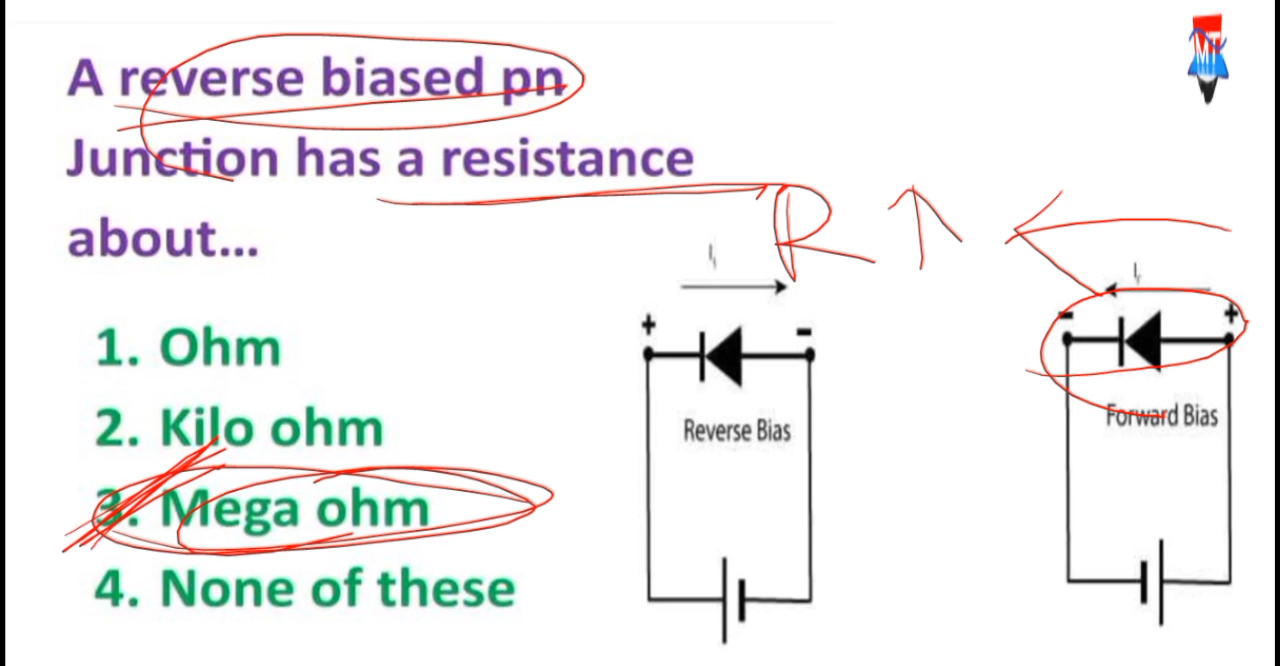 A reverse biased pn
Junction has a resistance
about...
1. Ohm
2. Kilo ohm
3. Mega ohm
4. None of these
R
+
-
Reverse Bias
-
+
Forward Bias
MT